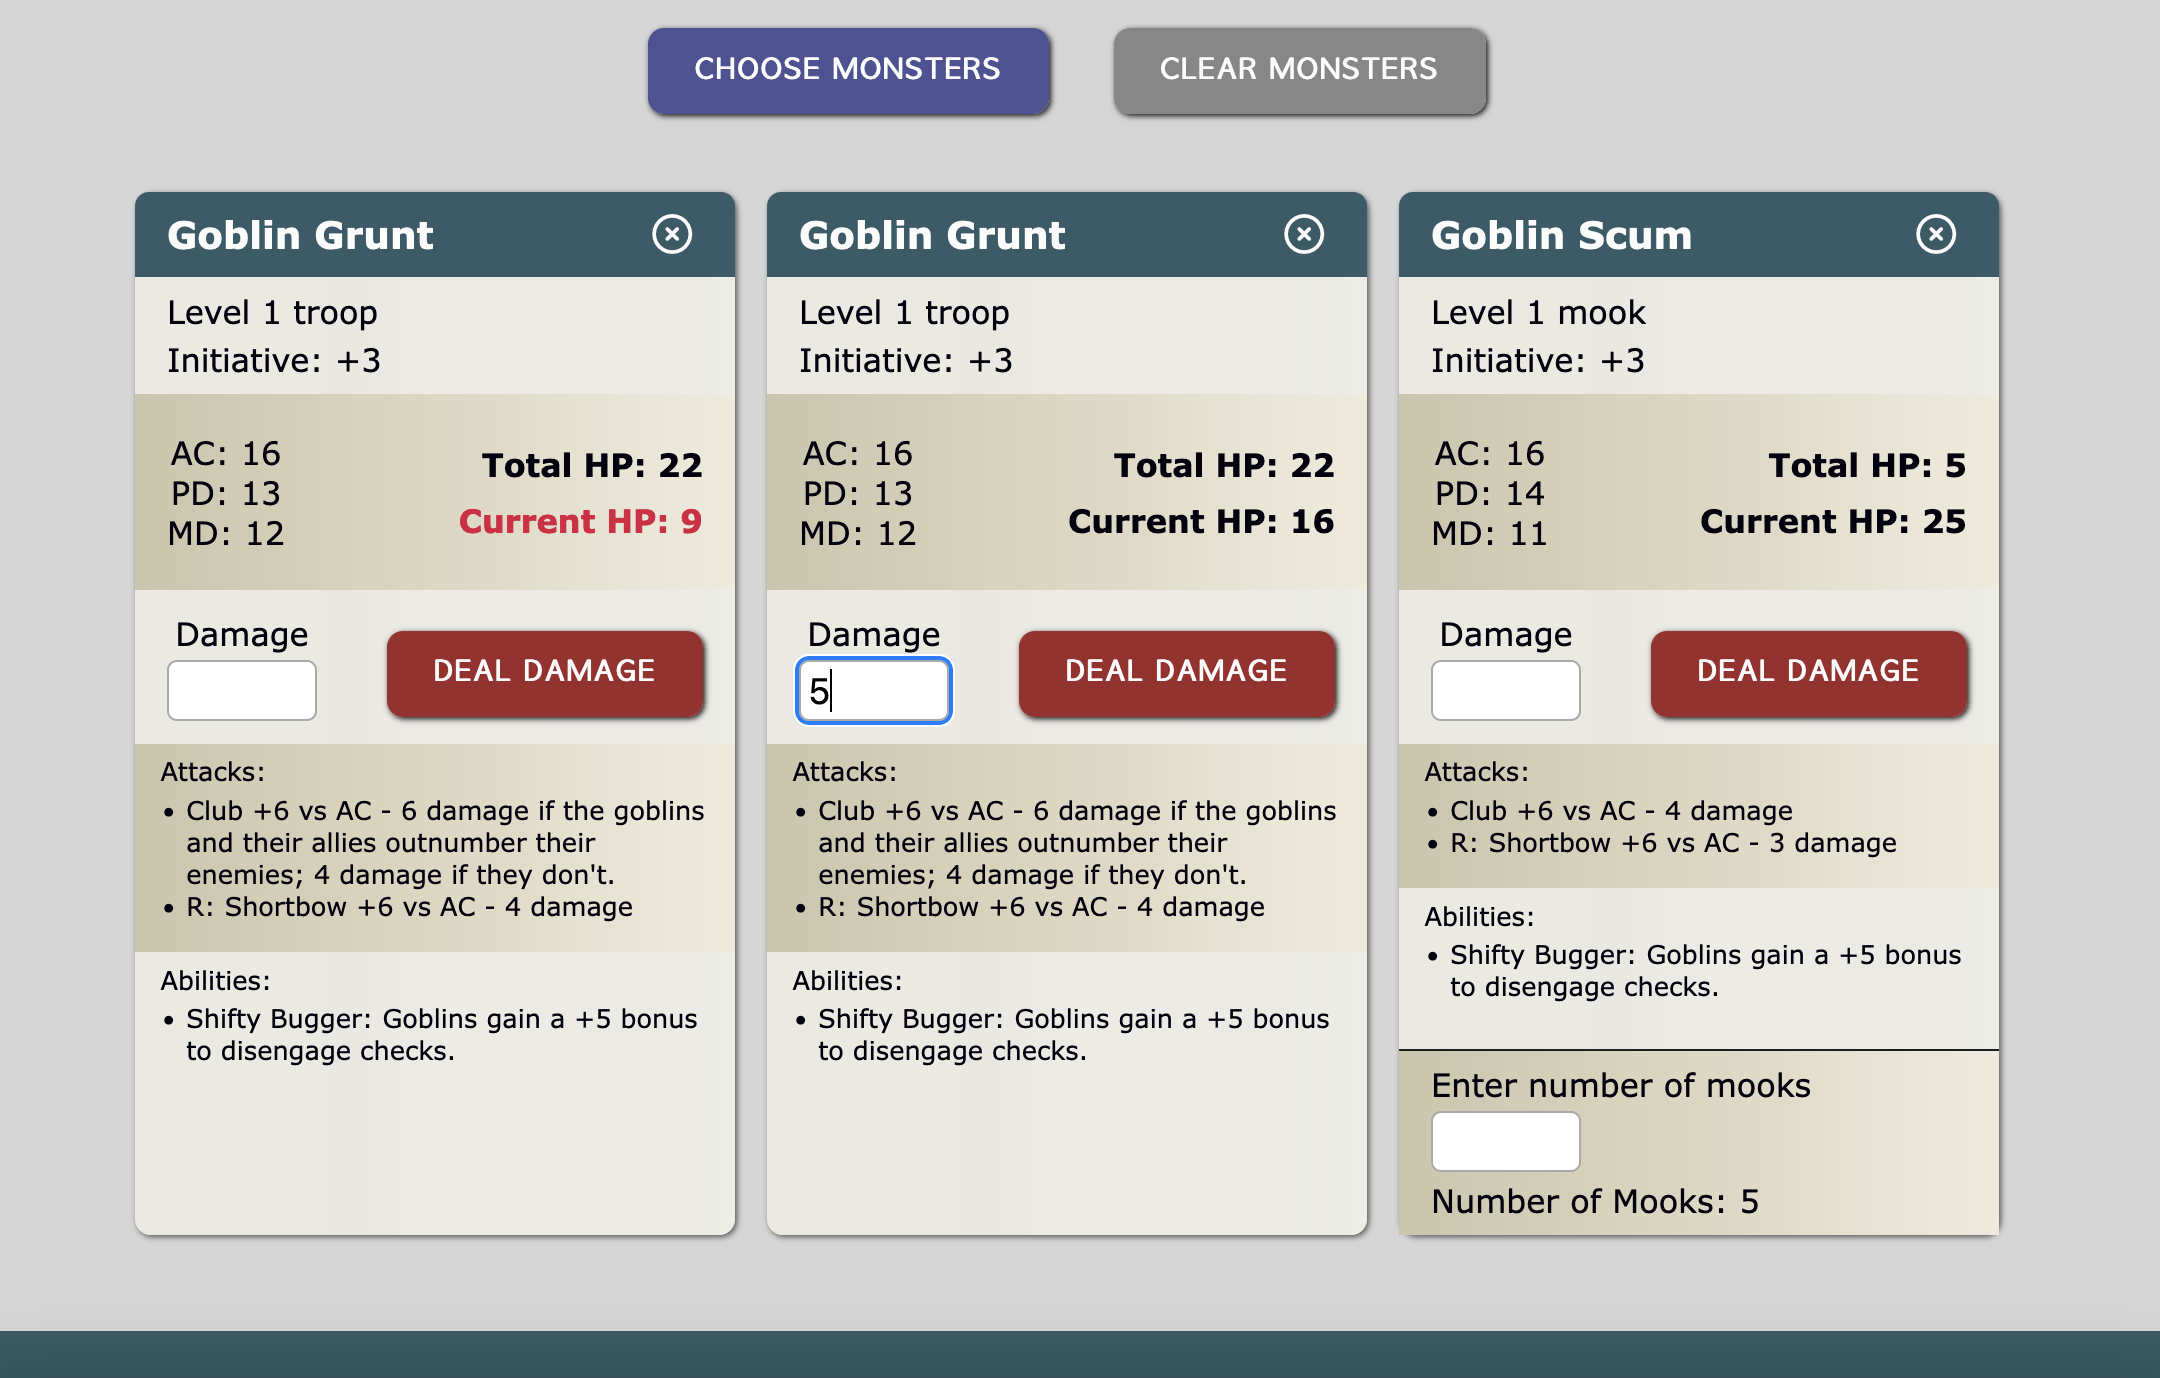 CHOOSE MONSTERS
CLEAR MONSTERS
Goblin Grunt
Level 1 troop
Initiative: +3
AC: 16
PD: 13
MD: 12
Total HP: 22
Current HP: 9
Damage
DEAL DAMAGE
Attacks:
• Club +6 vs AC - 6 damage if the goblins
and their allies outnumber their
enemies; 4 damage if they don't.
• R: Shortbow +6 vs AC - 4 damage
Abilities:
• Shifty Bugger: Goblins gain a +5 bonus
to disengage checks.
Goblin Grunt
Level 1 troop
Initiative: +3
AC: 16
PD: 13
MD: 12
Total HP: 22
Current HP: 16
Damage
5
DEAL DAMAGE
Attacks:
• Club +6 vs AC - 6 damage if the goblins
and their allies outnumber their
enemies; 4 damage if they don't.
• R: Shortbow +6 vs AC - 4 damage
Abilities:
• Shifty Bugger: Goblins gain a +5 bonus
to disengage checks.
Goblin Scum
Level 1 mook
Initiative: +3
AC: 16
PD: 14
MD: 11
Total HP: 5
Current HP: 25
Damage
DEAL DAMAGE
Attacks:
• Club +6 vs AC - 4 damage
• R: Shortbow +6 vs AC - 3 damage
Abilities:
• Shifty Bugger: Goblins gain a +5 bonus
to disengage checks.
Enter number of mooks
Number of Mooks: 5